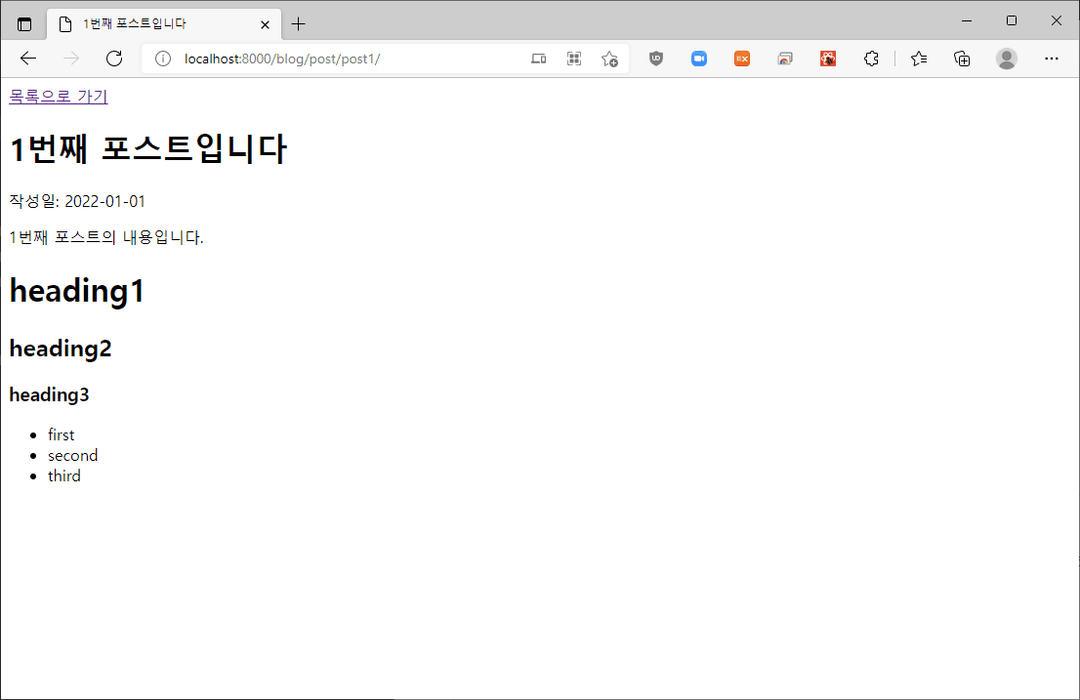 1번째 포스트입니다
localhost:8000/blog/post/post1/
목록으로 가기
1번째 포스트입니다
작성일: 2022-01-01
1번째 포스트의 내용입니다.
heading1
heading2
heading3
first
second
third